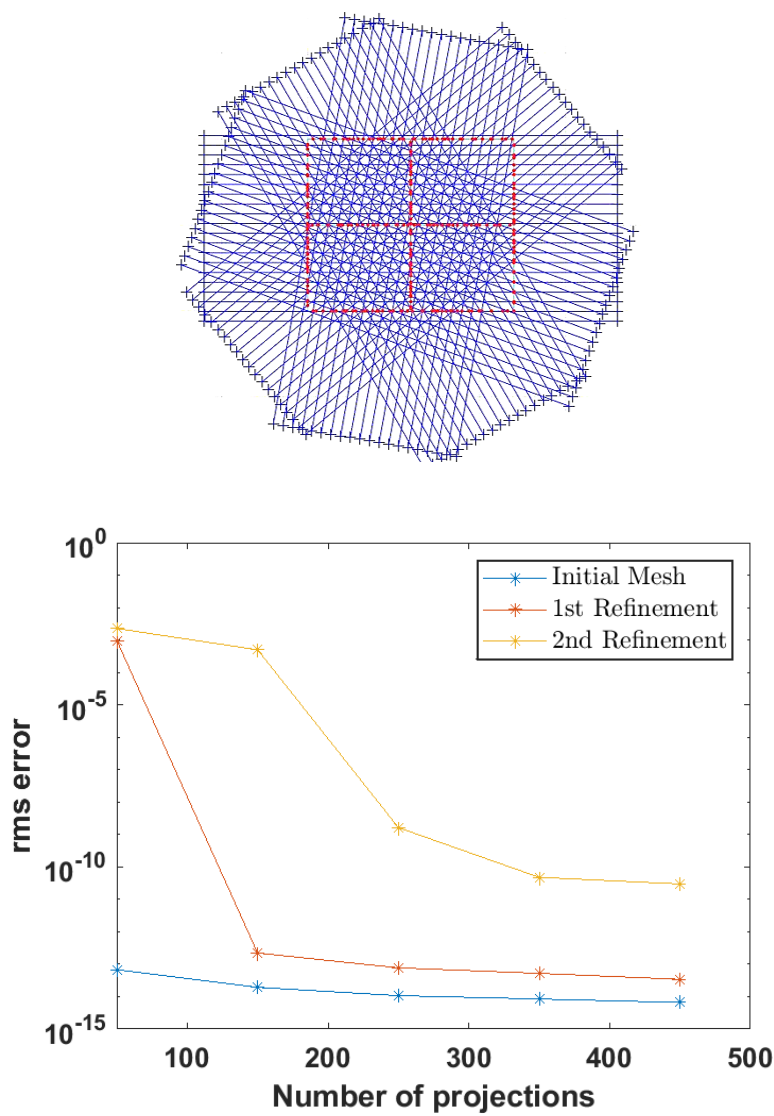 10^0
10^-5
10^-10
10^-15
rms error
Initial Mesh
1st Refinement
2nd Refinement
100 200 300 400 500
Number of projections